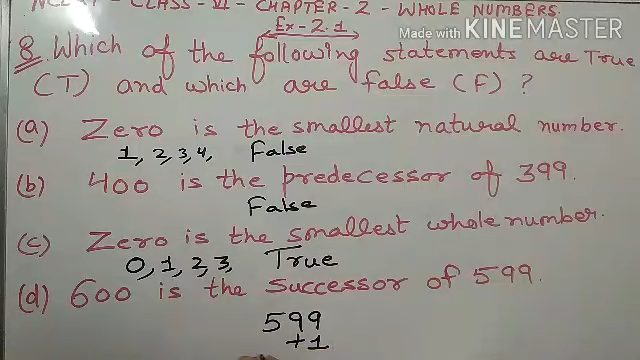 NCERT - CLASS - VI - CHAPTER - 2 - WHOLE NUMBERS
Ex - 2.1
Made with KINEMASTER
8. Which of the following statements are True
(T) and which are false (F) ?
(a) Zero is the smallest natural number.
1, 2, 3, 4, False
(b) 400 is the predecessor of 399.
False
(c) Zero is the smallest whole number.
0, 1, 2, 3, True
(d) 600 is the Successor of 599.
599
+1